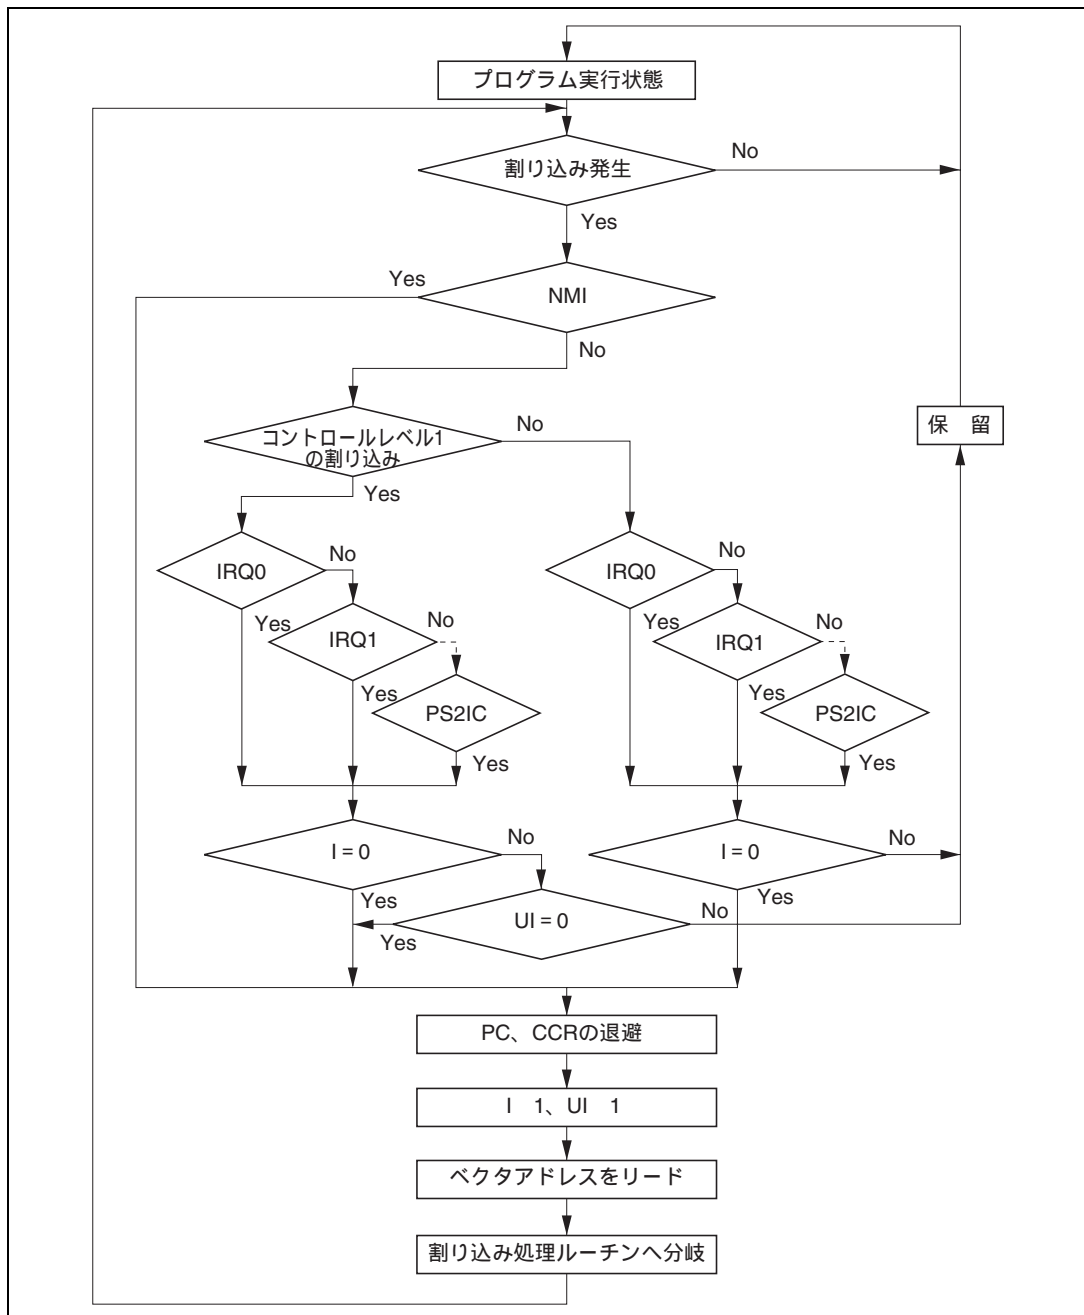 プログラム実行状態
割り込み発生
No
Yes
Yes
NMI
No
コントロールレベル1
の割り込み
No
保　留
Yes
IRQ0
No
IRQ0
No
Yes
IRQ1
No
Yes
IRQ1
No
Yes
PS2IC
Yes
PS2IC
Yes
Yes
I = 0
No
I = 0
No
Yes
Yes
UI = 0
No
Yes
PC、CCRの退避
I　1、UI　1
ベクタアドレスをリード
割り込み処理ルーチンへ分岐